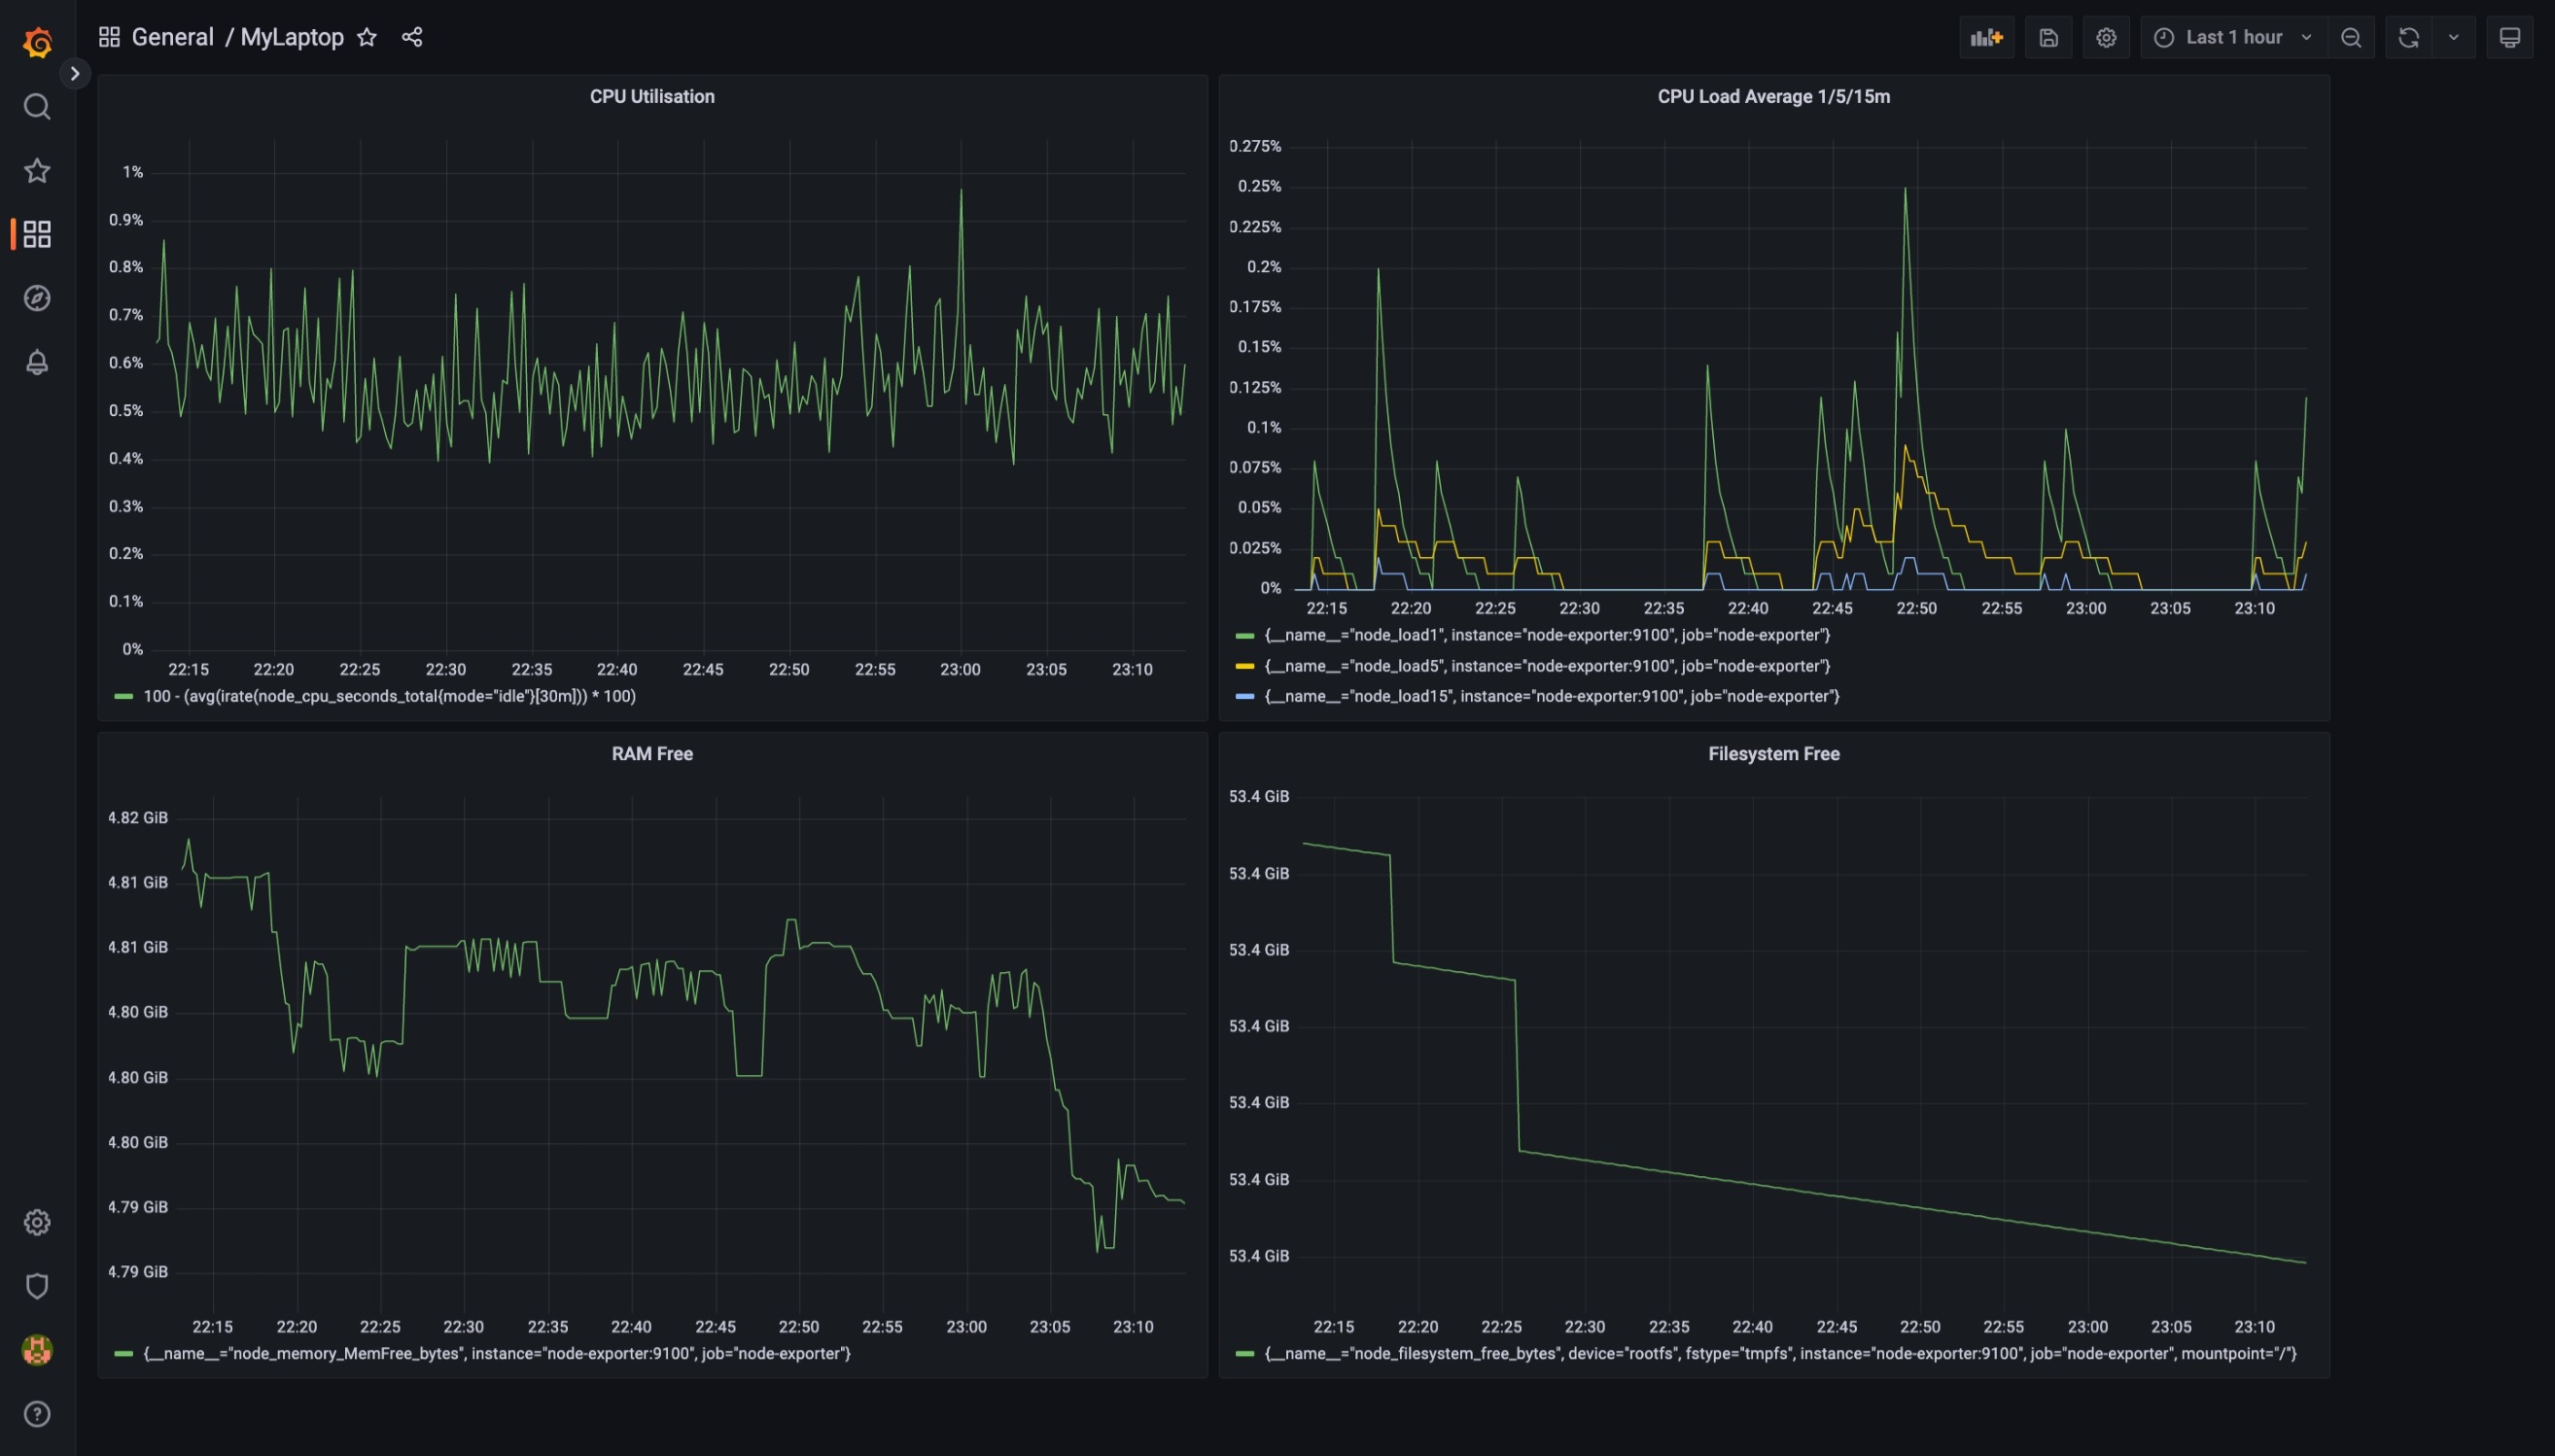 General / MyLaptop
Last 1 hour
CPU Utilisation
1%
0.9%
0.8%
0.7%
0.6%
0.5%
0.4%
0.3%
0.2%
0.1%
0%
22:15 22:20 22:25 22:30 22:35 22:40 22:45 22:50 22:55 23:00 23:05 23:10
100 - (avg(irate(node_cpu_seconds_total{mode="idle"}[30m])) * 100)
CPU Load Average 1/5/15m
0.275%
0.25%
0.225%
0.2%
0.175%
0.15%
0.125%
0.1%
0.075%
0.05%
0.025%
0%
22:15 22:20 22:25 22:30 22:35 22:40 22:45 22:50 22:55 23:00 23:05 23:10
{__name__="node_load1", instance="node-exporter:9100", job="node-exporter"}
{__name__="node_load5", instance="node-exporter:9100", job="node-exporter"}
{__name__="node_load15", instance="node-exporter:9100", job="node-exporter"}
RAM Free
4.82 GiB
4.81 GiB
4.81 GiB
4.80 GiB
4.80 GiB
4.80 GiB
4.79 GiB
4.79 GiB
22:15 22:20 22:25 22:30 22:35 22:40 22:45 22:50 22:55 23:00 23:05 23:10
{__name__="node_memory_MemFree_bytes", instance="node-exporter:9100", job="node-exporter"}
Filesystem Free
53.4 GiB
53.4 GiB
53.4 GiB
53.4 GiB
53.4 GiB
53.4 GiB
53.4 GiB
22:15 22:20 22:25 22:30 22:35 22:40 22:45 22:50 22:55 23:00 23:05 23:10
{__name__="node_filesystem_free_bytes", device="rootfs", fstype="tmpfs", instance="node-exporter:9100", job="node-exporter", mountpoint="/"}